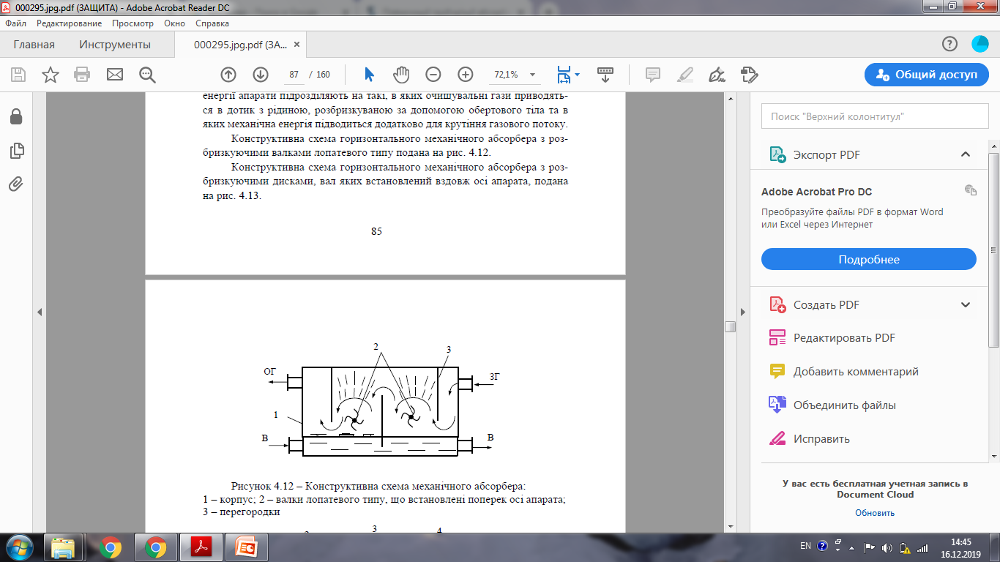 000295.jpg.pdf (ЗАЩИТА) - Adobe Acrobat Reader DC
Файл Редактирование Просмотр Окно Справка
Главная Инструменты 000295.jpg.pdf (ЗА... ×
87 / 160 72,1% Общий доступ
енергії апарати підрозділяють на такі, в яких очищувальні гази приводять-
ся в дотик з рідиною, розбризкуваною за допомогою обертового тіла та в
яких механічна енергія підводиться додатково для крутіння газового потоку.
Конструктивна схема горизонтального механічного абсорбера з роз-
бризкуючими валками лопатевого типу подана на рис. 4.12.
Конструктивна схема горизонтального механічного абсорбера з роз-
бризкуючими дисками, вал яких встановлений вздовж осі апарата, подана
на рис. 4.13.
85
2
3
ОГ
ЗГ
1
В
В
Рисунок 4.12 – Конструктивна схема механічного абсорбера:
1 – корпус; 2 – валки лопатевого типу, що встановлені поперек осі апарата;
3 – перегородки
3
4
Поиск "Верхний колонтитул"
Экспорт PDF
Adobe Acrobat Pro DC
Преобразуйте файлы PDF в формат Word
или Excel через Интернет
Подробнее
Создать PDF
Редактировать PDF
Добавить комментарий
Объединить файлы
Исправить
У вас есть бесплатная учетная запись в
Document Cloud
Обновить
EN
14:45
16.12.2019